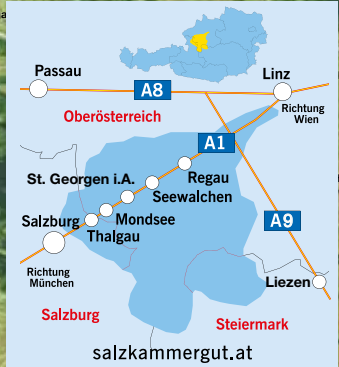 Passau
Linz
A8
Richtung
Wien
Oberösterreich
A1
St. Georgen i.A.
Regau
Seewalchen
Salzburg
Mondsee
A9
Thalgau
Richtung
München
Liezen
Salzburg
Steiermark
salzkammergut.at